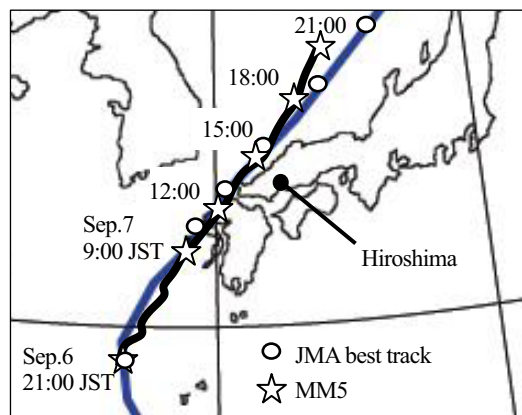 21:00
18:00
15:00
12:00
Sep.7
9:00 JST
Hiroshima
Sep.6
21:00 JST
JMA best track
MM5